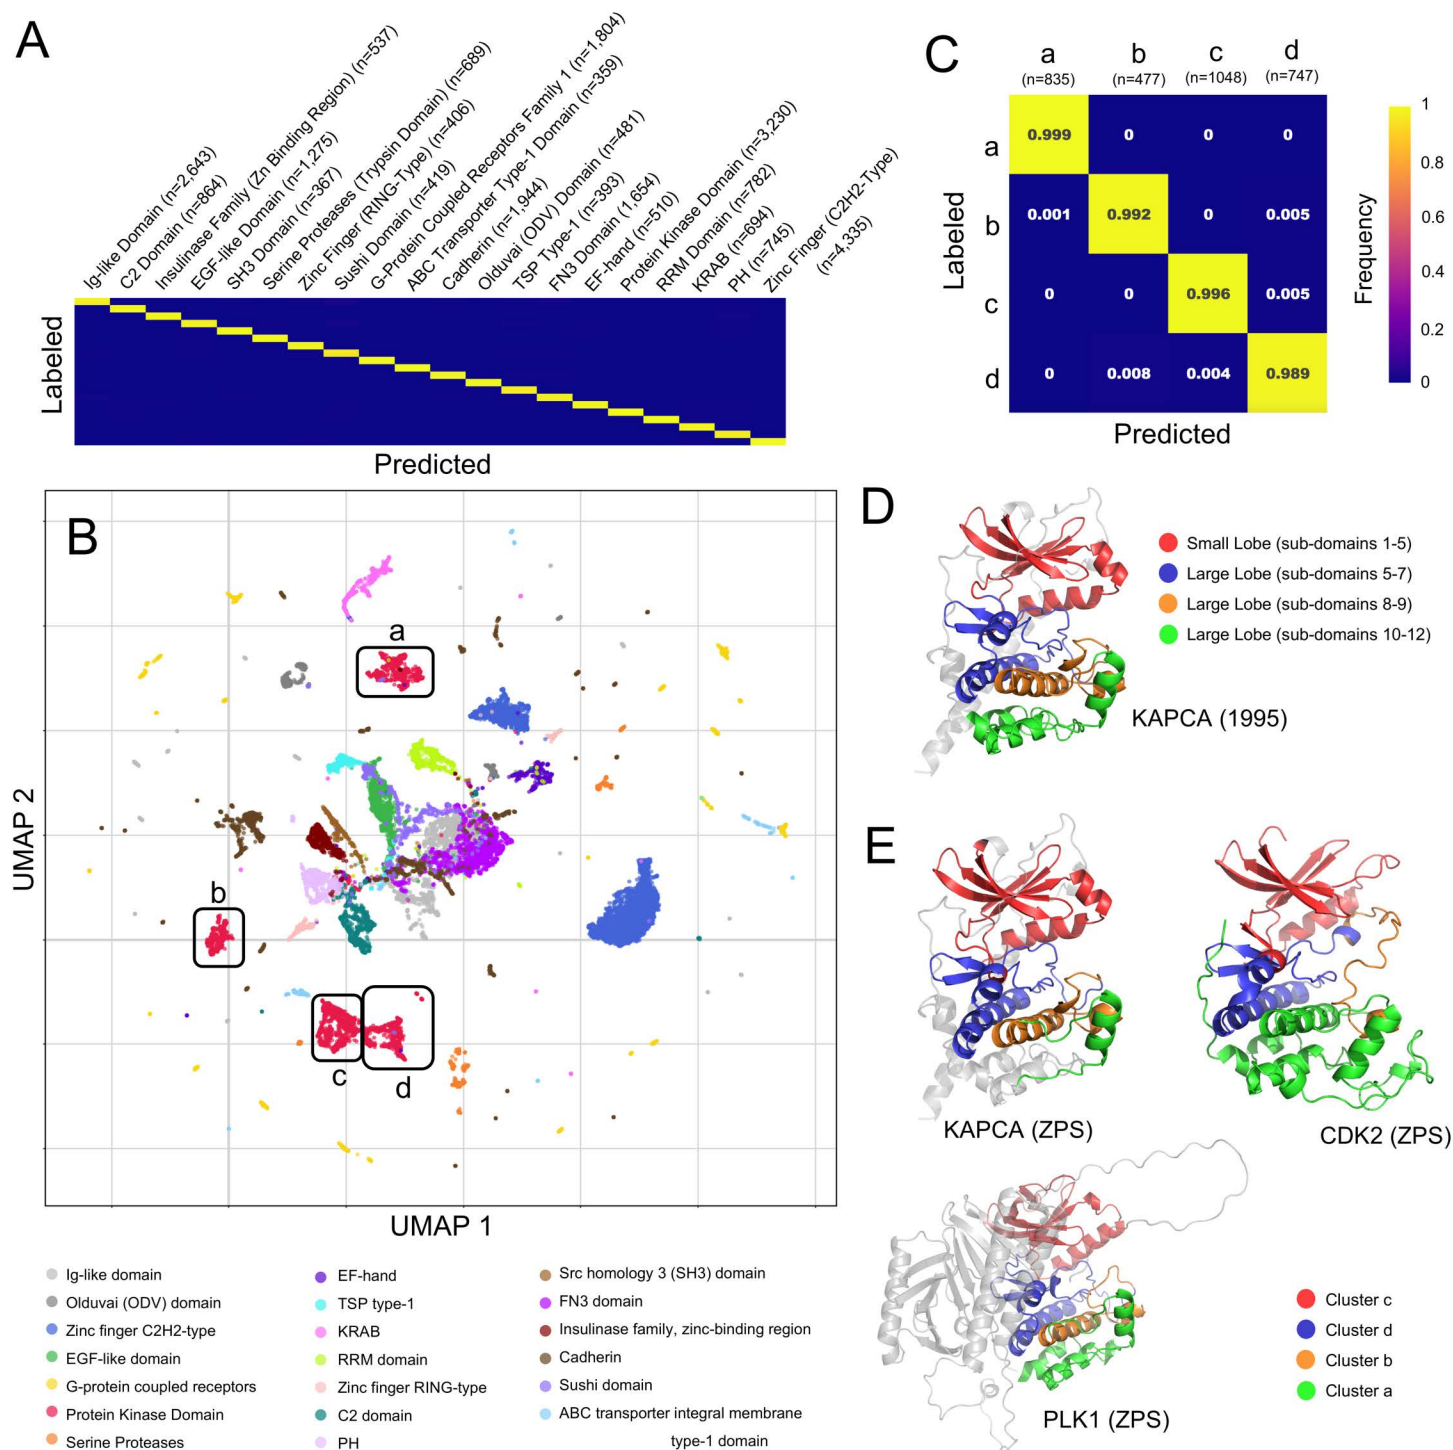 A
Ig-like Domain (n=2,643)
C2 Domain (n=864)
Insulinase Family (Zn Binding Region) (n=537)
EGF-like Domain (n=1,275)
SH3 Domain (n=367)
Serine Proteases (Trypsin Domain) (n=689)
Zinc Finger (RING-Type) (n=406)
Sushi Domain (n=419)
G-Protein Coupled Receptors Family 1 (n=1,804)
ABC Transporter Type-1 Domain (n=359)
Cadherin (n=1,944)
Olduvai (ODV) Domain (n=481)
TSP Type-1 (n=393)
FN3 Domain (1,654)
EF-hand (n=510)
Protein Kinase Domain (n=3,230)
RRM Domain (n=782)
KRAB (n=694)
PH (n=745)
Zinc Finger (C2H2-Type)
(n=4,335)
Labeled
Predicted
C
a b c d
(n=835) (n=477) (n=1048) (n=747)
a 0.999 0 0 0
b 0.001 0.992 0 0.005
c 0 0 0.996 0.005
d 0 0.008 0.004 0.989
Labeled
Predicted
1
0.8
0.6
0.4
0.2
0
Frequency
B
a
b
c
d
UMAP 2
UMAP 1
Ig-like domain
Olduvai (ODV) domain
Zinc finger C2H2-type
EGF-like domain
G-protein coupled receptors
Protein Kinase Domain
Serine Proteases
EF-hand
TSP type-1
KRAB
RRM domain
Zinc finger RING-type
C2 domain
PH
Src homology 3 (SH3) domain
FN3 domain
Insulinase family, zinc-binding region
Cadherin
Sushi domain
ABC transporter integral membrane
type-1 domain
D
Small Lobe (sub-domains 1-5)
Large Lobe (sub-domains 5-7)
Large Lobe (sub-domains 8-9)
Large Lobe (sub-domains 10-12)
KAPCA (1995)
E
KAPCA (ZPS)
CDK2 (ZPS)
PLK1 (ZPS)
Cluster c
Cluster d
Cluster b
Cluster a